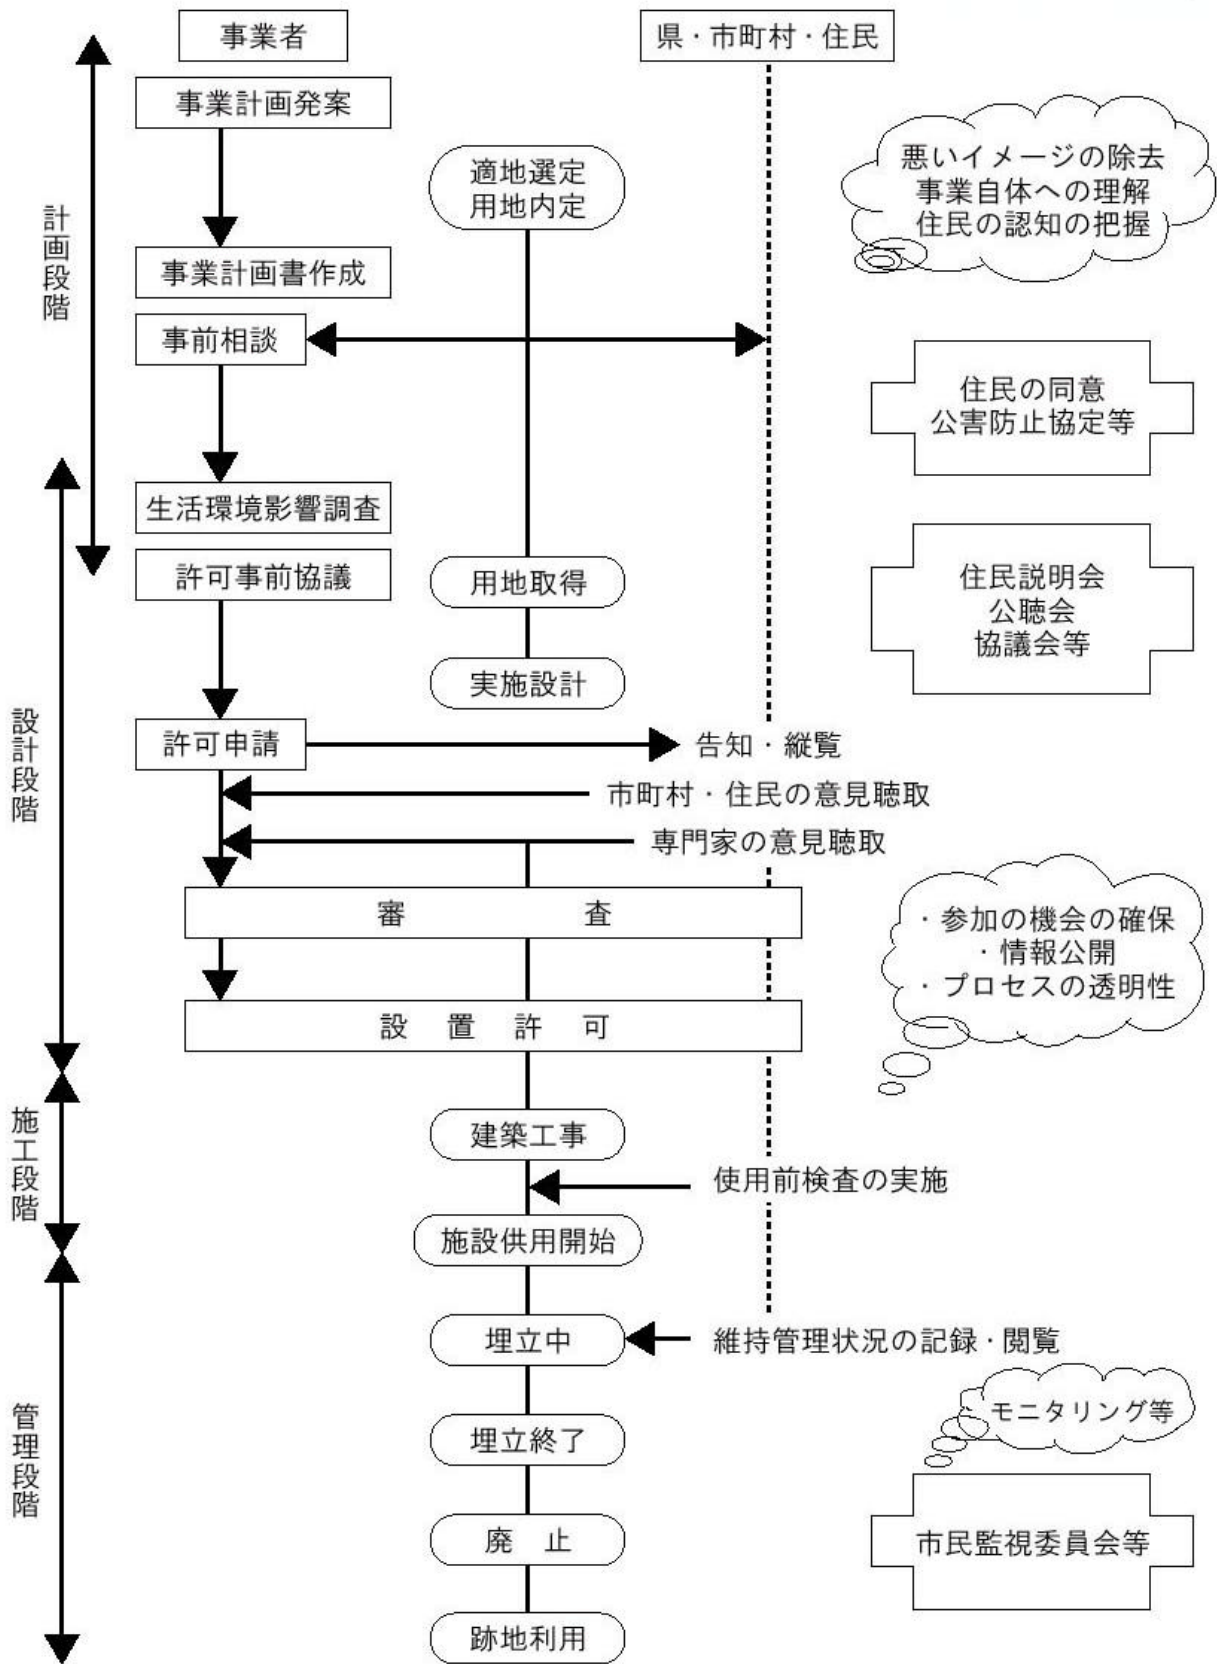 事業者
県・市町村・住民
事業計画発案
悪いイメージの除去
事業自体への理解
住民の認知の把握
適地選定
用地内定
計画段階
事業計画書作成
事前相談
住民の同意
公害防止協定等
生活環境影響調査
許可事前協議
用地取得
住民説明会
公聴会
協議会等
実施設計
設計段階
許可申請
告知・縦覧
市町村・住民の意見聴取
専門家の意見聴取
審査
・参加の機会の確保
・情報公開
・プロセスの透明性
設置許可
施工段階
建築工事
使用前検査の実施
施設供用開始
埋立中
維持管理状況の記録・閲覧
モニタリング等
管理段階
埋立終了
廃止
市民監視委員会等
跡地利用